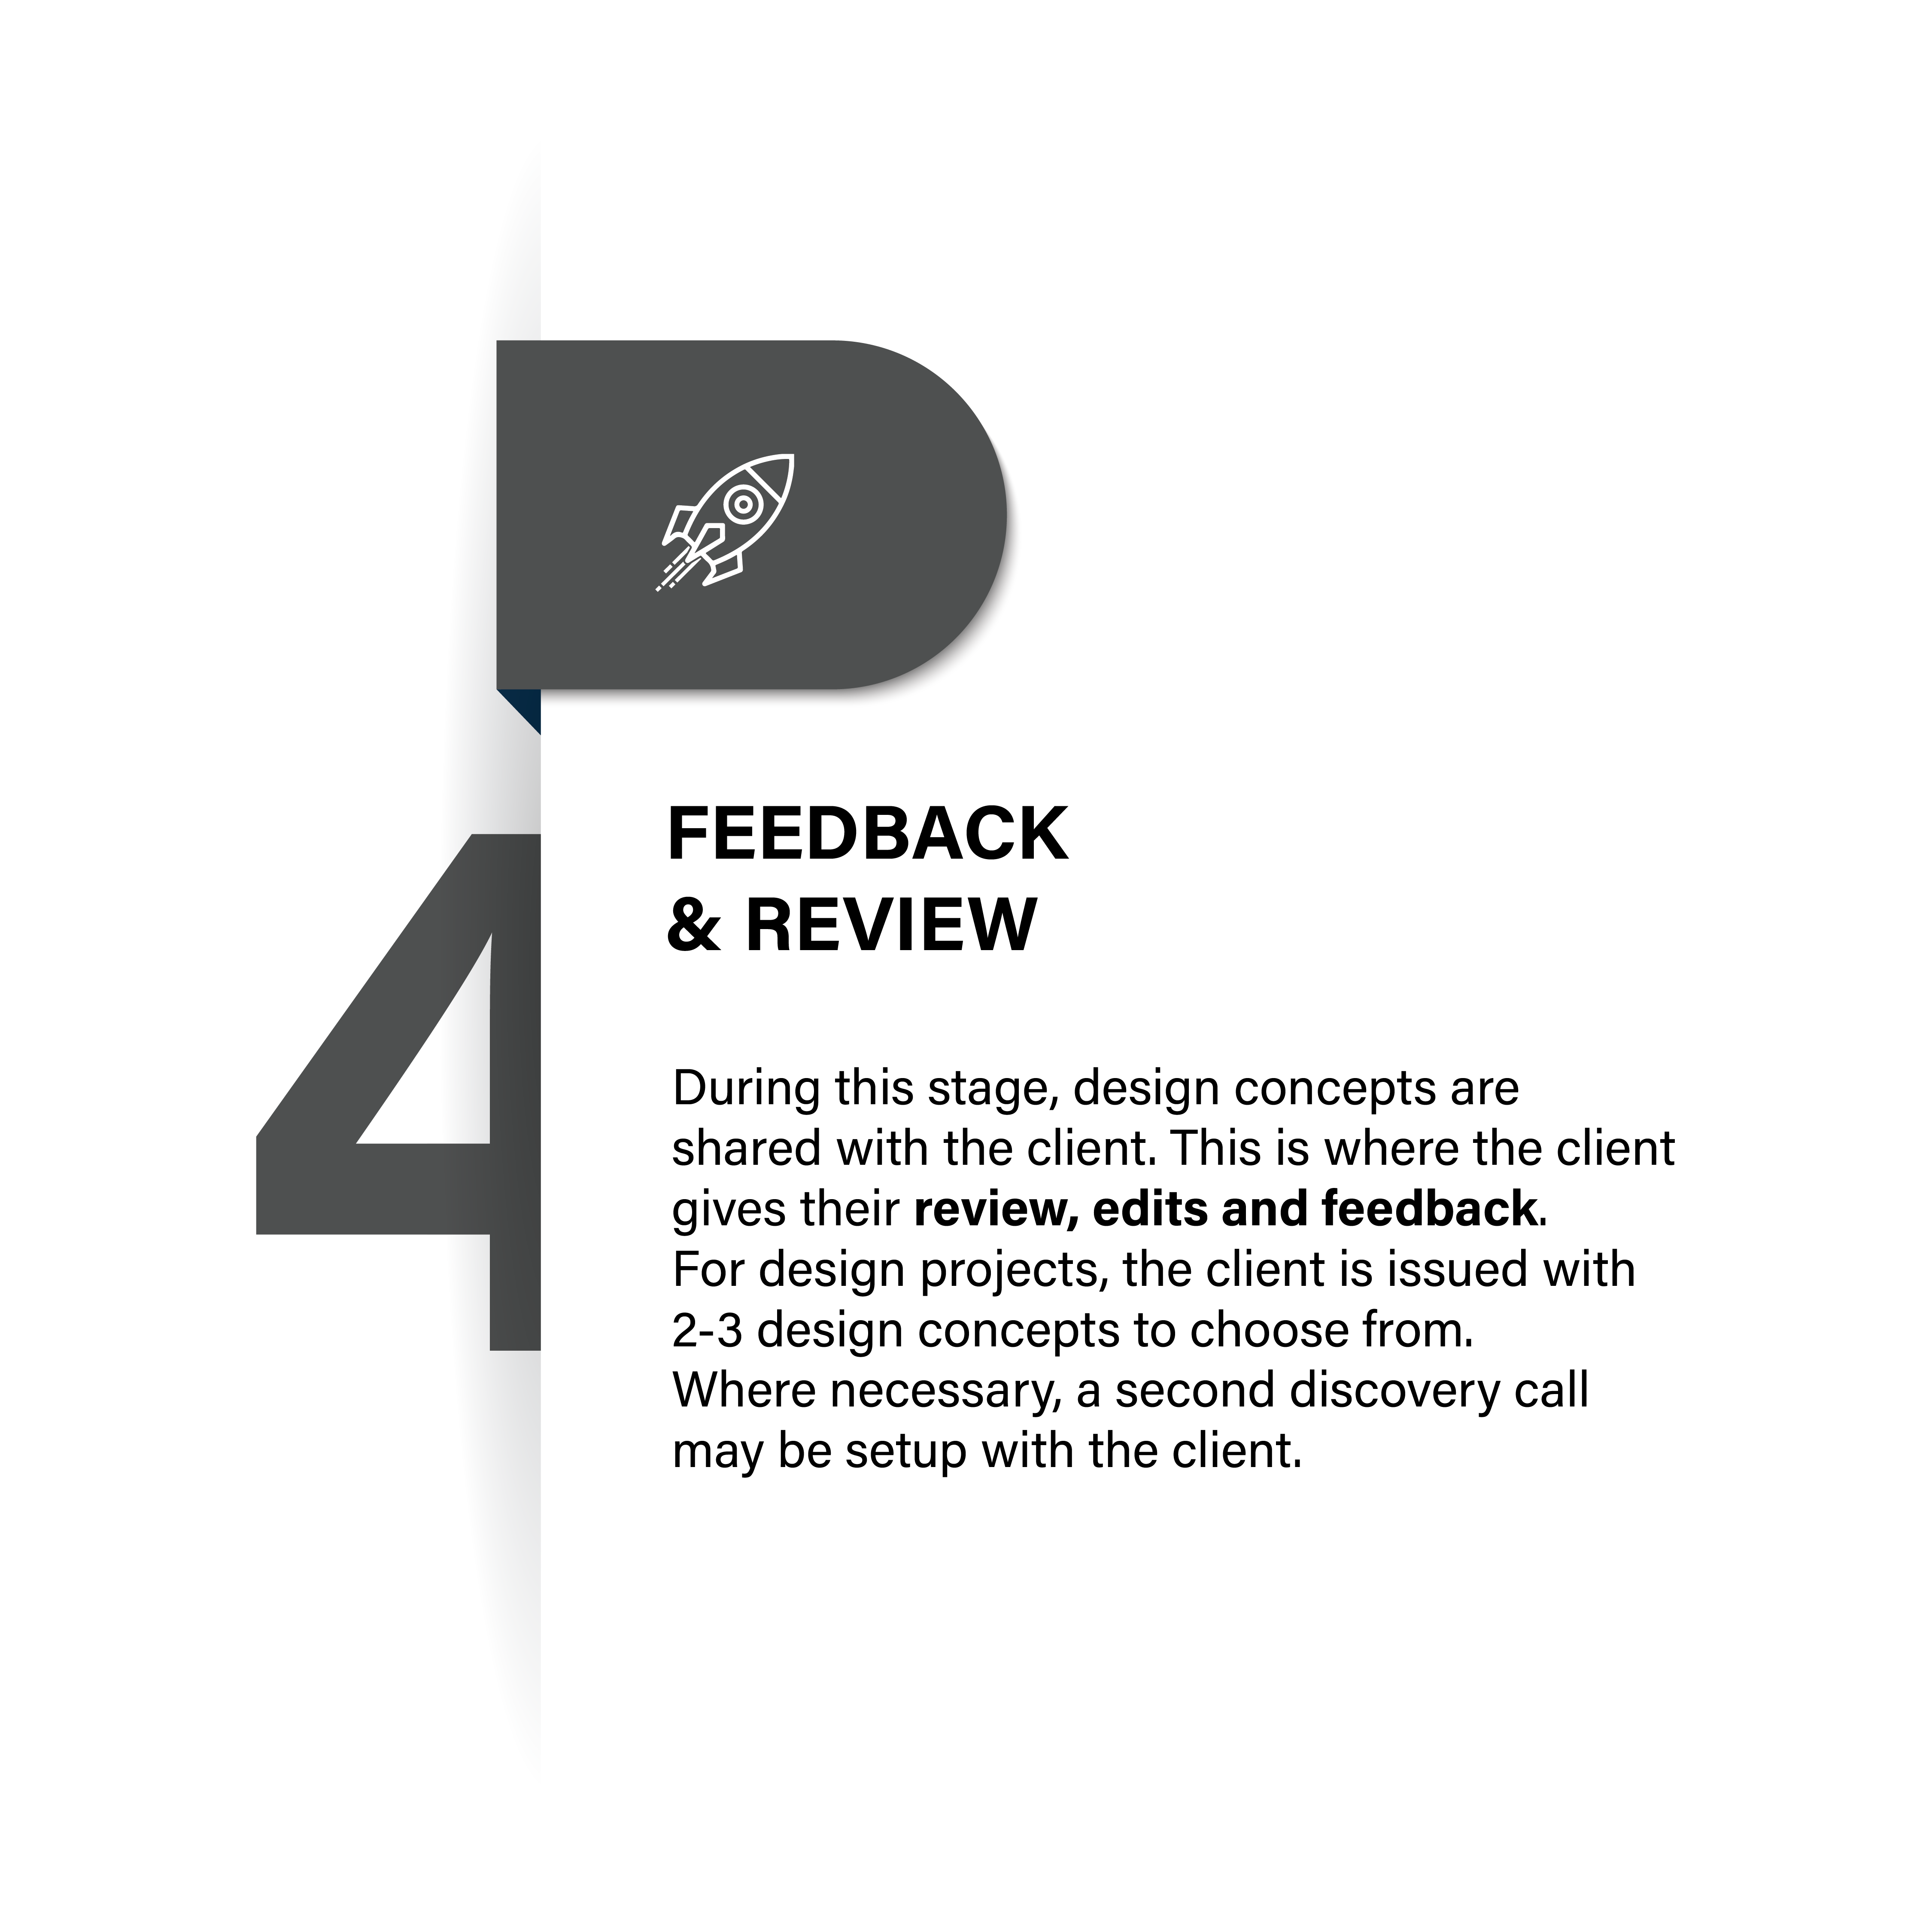 4
FEEDBACK
& REVIEW
During this stage, design concepts are
shared with the client. This is where the client
gives their review, edits and feedback.
For design projects, the client is issued with
2-3 design concepts to choose from.
Where necessary, a second discovery call
may be setup with the client.